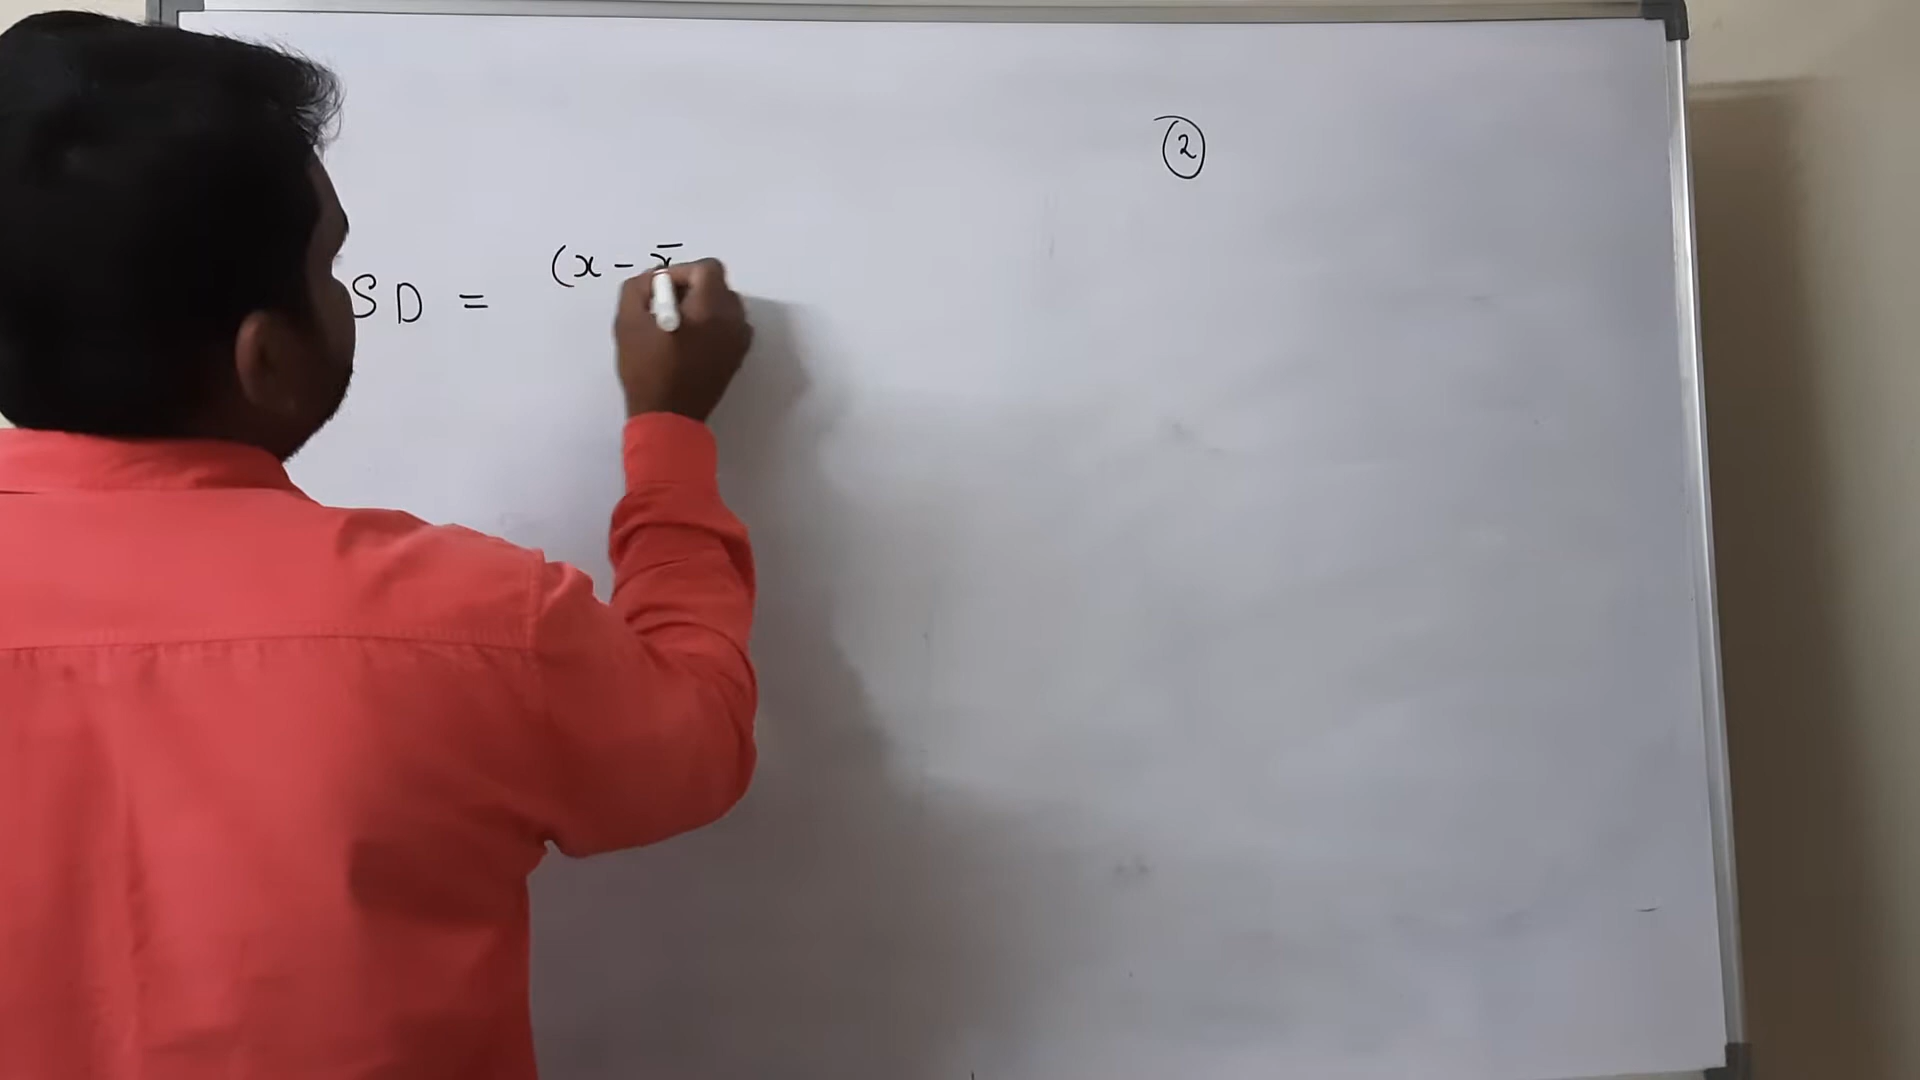 ②
SD = (x - x̄